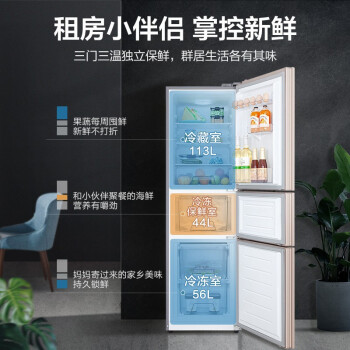 租房小伴侣 掌控新鲜
三门三温独立保鲜，群居生活各有其味
果蔬每周囤鲜
新鲜不打折
冷藏室
113L
和小伙伴聚餐的海鲜
营养有嚼劲
冷冻
保鲜室
44L
妈妈寄过来的家乡美味
持久锁鲜
冷冻室
56L